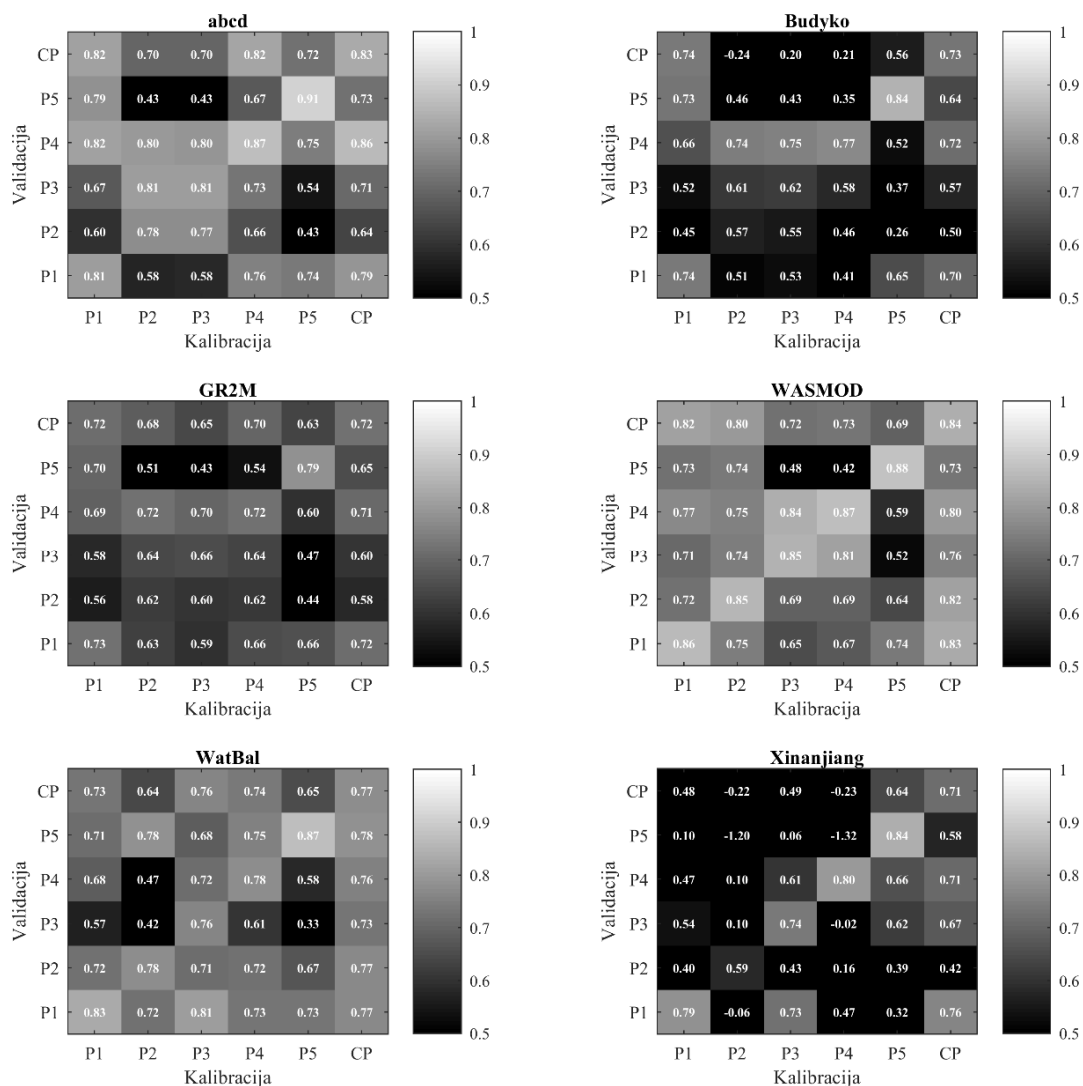 abcd
CP 0.82 0.70 0.70 0.82 0.72 0.83
P5 0.79 0.43 0.43 0.67 0.91 0.73
P4 0.82 0.80 0.80 0.87 0.75 0.86
P3 0.67 0.81 0.81 0.73 0.54 0.71
P2 0.60 0.78 0.77 0.66 0.43 0.64
P1 0.81 0.58 0.58 0.76 0.74 0.79
P1 P2 P3 P4 P5 CP
Kalibracija
Validacija
1
0.9
0.8
0.7
0.6
0.5
Budyko
CP 0.74 -0.24 0.20 0.21 0.56 0.73
P5 0.73 0.46 0.43 0.35 0.84 0.64
P4 0.66 0.74 0.75 0.77 0.52 0.72
P3 0.52 0.61 0.62 0.58 0.37 0.57
P2 0.45 0.57 0.55 0.46 0.26 0.50
P1 0.74 0.51 0.53 0.41 0.65 0.70
P1 P2 P3 P4 P5 CP
Kalibracija
Validacija
1
0.9
0.8
0.7
0.6
0.5
GR2M
CP 0.72 0.68 0.65 0.70 0.63 0.72
P5 0.70 0.51 0.43 0.54 0.79 0.65
P4 0.69 0.72 0.70 0.72 0.60 0.71
P3 0.58 0.64 0.66 0.64 0.47 0.60
P2 0.56 0.62 0.60 0.62 0.44 0.58
P1 0.73 0.63 0.59 0.66 0.66 0.72
P1 P2 P3 P4 P5 CP
Kalibracija
Validacija
1
0.9
0.8
0.7
0.6
0.5
WASMOD
CP 0.82 0.80 0.72 0.73 0.69 0.84
P5 0.73 0.74 0.48 0.42 0.88 0.73
P4 0.77 0.75 0.84 0.87 0.59 0.80
P3 0.71 0.74 0.85 0.81 0.52 0.76
P2 0.72 0.85 0.69 0.69 0.64 0.82
P1 0.86 0.75 0.65 0.67 0.74 0.83
P1 P2 P3 P4 P5 CP
Kalibracija
Validacija
1
0.9
0.8
0.7
0.6
0.5
WatBal
CP 0.73 0.64 0.76 0.74 0.65 0.77
P5 0.71 0.78 0.68 0.75 0.87 0.78
P4 0.68 0.47 0.72 0.78 0.58 0.76
P3 0.57 0.42 0.76 0.61 0.33 0.73
P2 0.72 0.78 0.71 0.72 0.67 0.77
P1 0.83 0.72 0.81 0.73 0.73 0.77
P1 P2 P3 P4 P5 CP
Kalibracija
Validacija
1
0.9
0.8
0.7
0.6
0.5
Xinanjiang
CP 0.48 -0.22 0.49 -0.23 0.64 0.71
P5 0.10 -1.20 0.06 -1.32 0.84 0.58
P4 0.47 0.10 0.61 0.80 0.66 0.71
P3 0.54 0.10 0.74 -0.02 0.62 0.67
P2 0.40 0.59 0.43 0.16 0.39 0.42
P1 0.79 -0.06 0.73 0.47 0.32 0.76
P1 P2 P3 P4 P5 CP
Kalibracija
Validacija
1
0.9
0.8
0.7
0.6
0.5